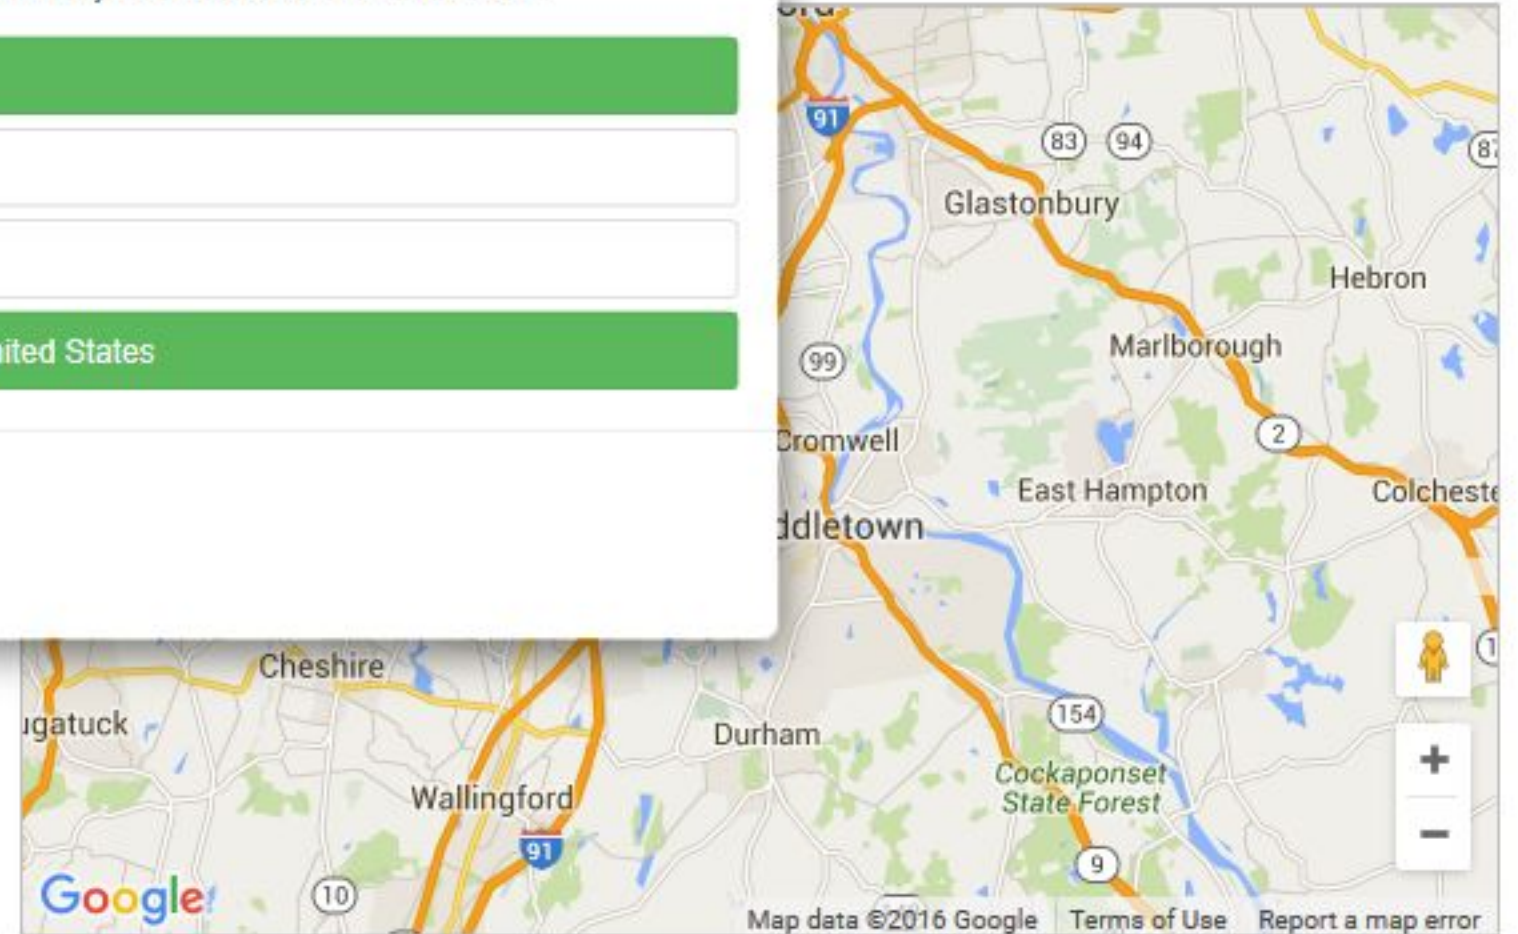 91
83
94
Glastonbury
Hebron
ited States
Marlborough
99
2
Cromwell
East Hampton
Colcheste
ddletown
Cheshire
ugatuck
154
Durham
Cockaponset
State Forest
Wallingford
91
9
10
Google
Map data ©2016 Google
Terms of Use
Report a map error